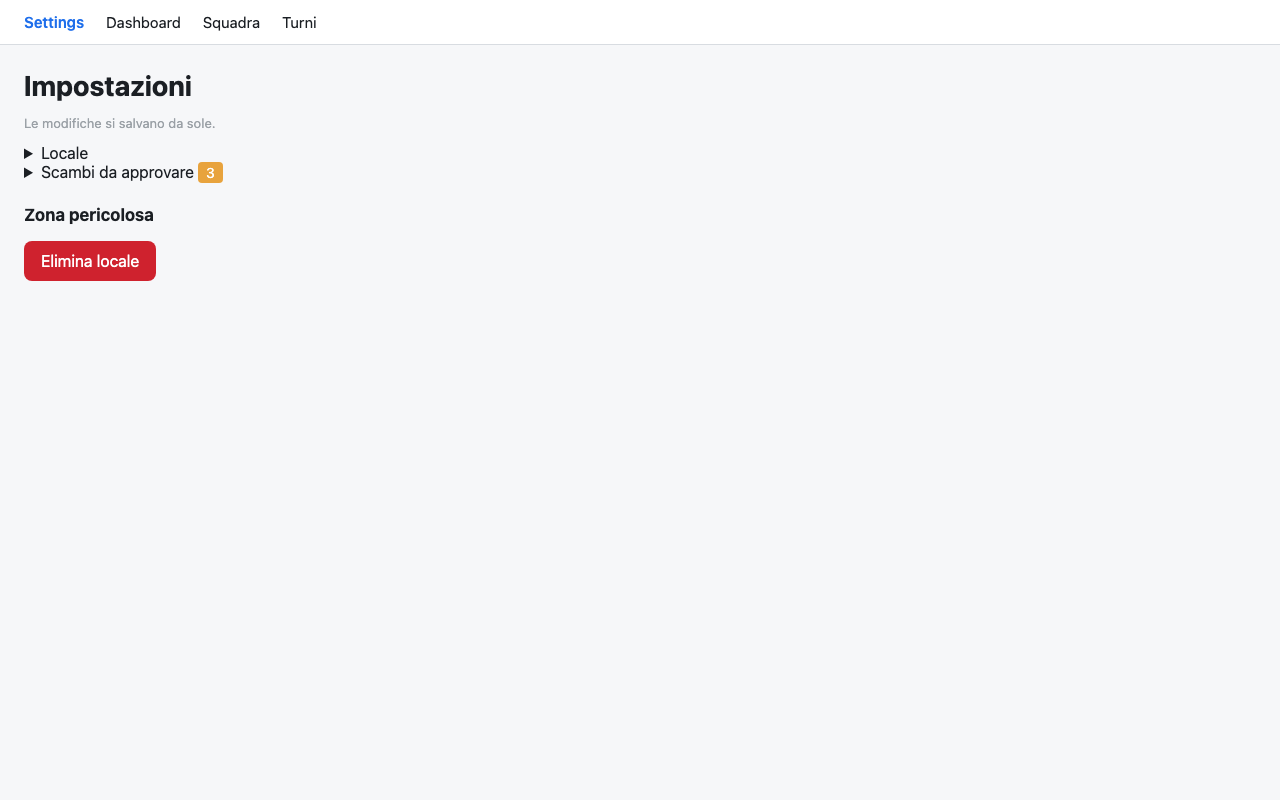 Settings Dashboard Squadra Turni
Impostazioni
Le modifiche si salvano da sole.
Locale
Scambi da approvare 3
Zona pericolosa
Elimina locale